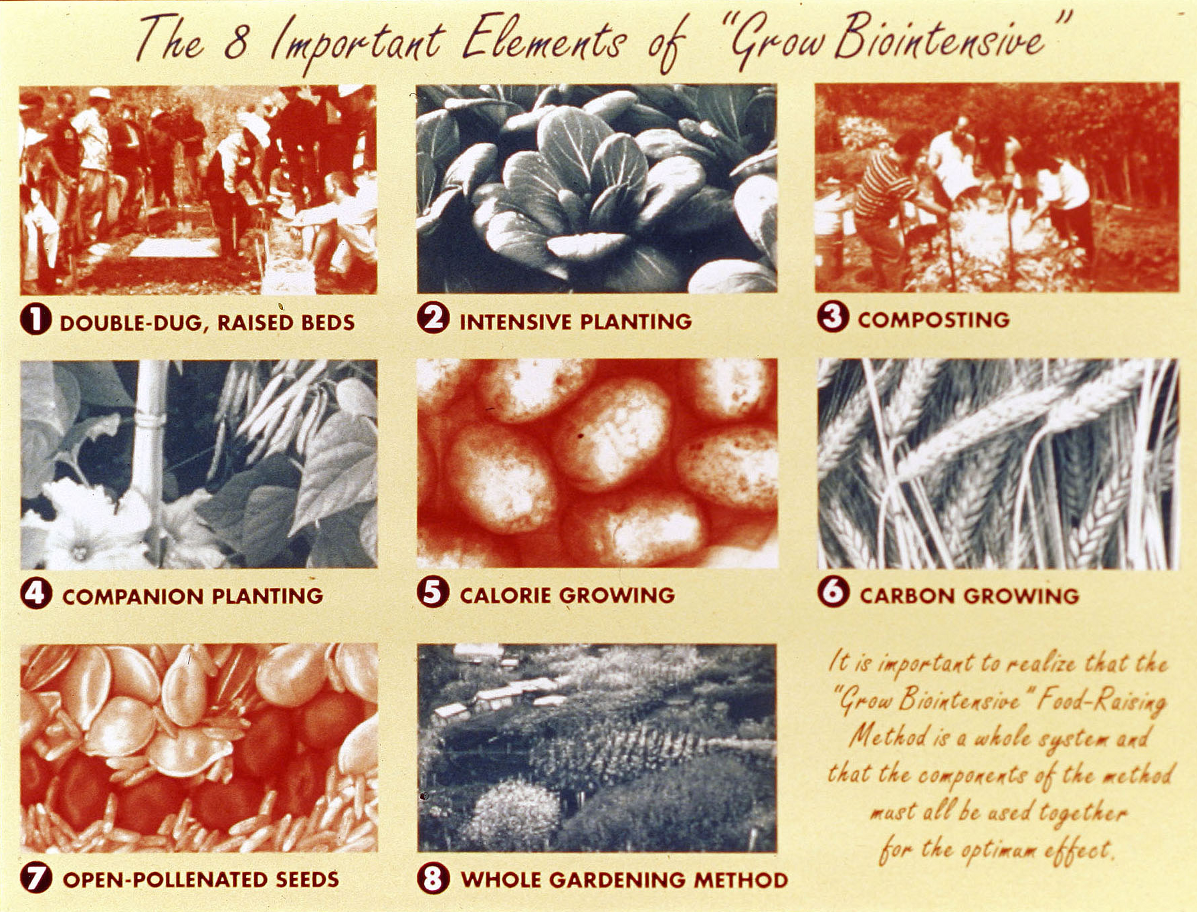 The 8 Important Elements of "Grow Biointensive"
1 DOUBLE-DUG, RAISED BEDS
2 INTENSIVE PLANTING
3 COMPOSTING
4 COMPANION PLANTING
5 CALORIE GROWING
6 CARBON GROWING
7 OPEN-POLLENATED SEEDS
8 WHOLE GARDENING METHOD
It is important to realize that the
"Grow Biointensive" Food-Raising
Method is a whole system and
that the components of the method
must all be used together
for the optimum effect.